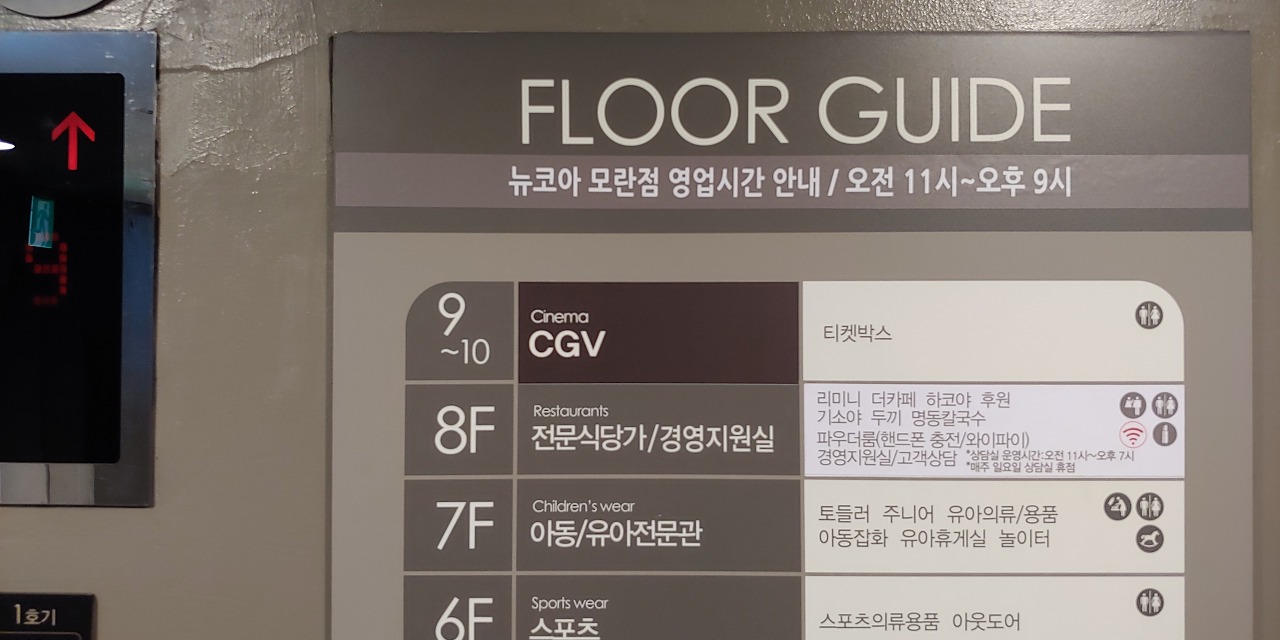 FLOOR GUIDE
뉴코아 모란점 영업시간 안내 / 오전 11시~오후 9시
9
9
~10
Cinema
CGV
티켓박스
8F
Restaurants
전문식당가/경영지원실
리미니 더카페 하코야 후원
기소야 두끼 명동칼국수
파우더룸(핸드폰 충전/와이파이)
경영지원실/고객상담 *상담실 운영시간:오전 11시~오후 7시
*매주 일요일 상담실 휴점
7F
Children's wear
아동/유아전문관
토들러 주니어 유아의류/용품
아동잡화 유아휴게실 놀이터
6F
Sports wear
스포츠
스포츠의류용품 아웃도어
1호기